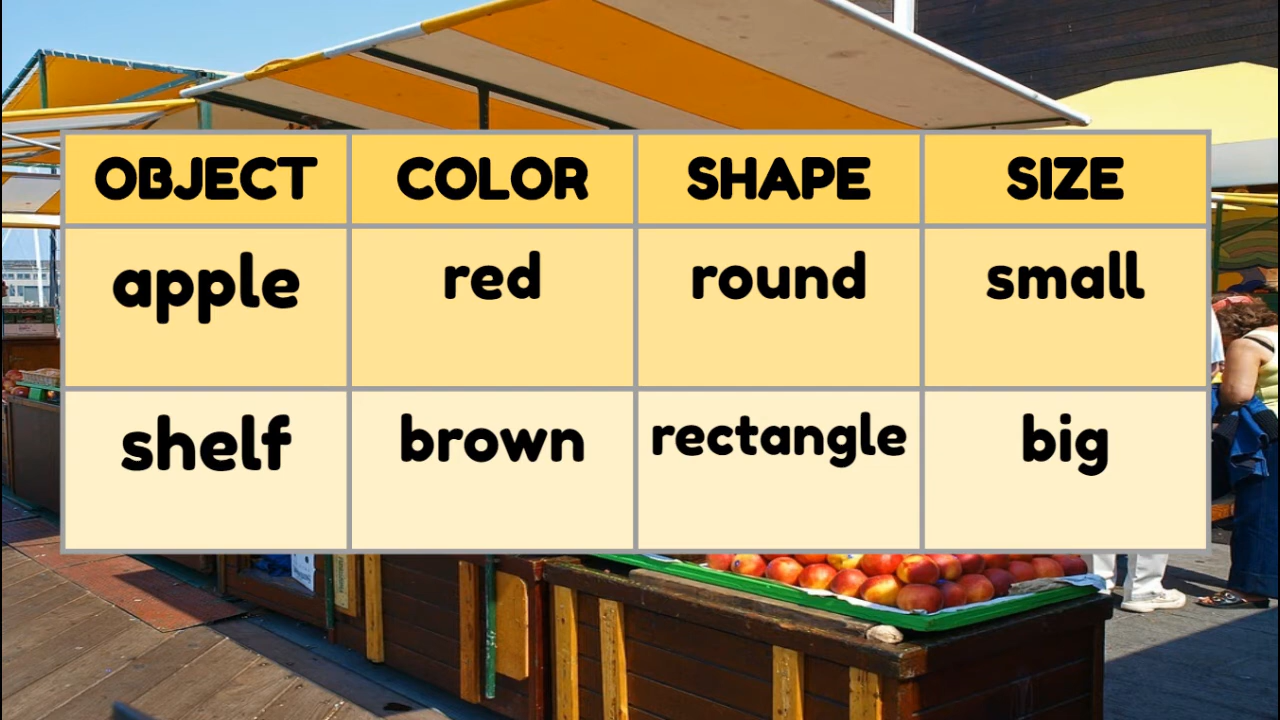 OBJECT COLOR SHAPE SIZE
apple red round small
shelf brown rectangle big